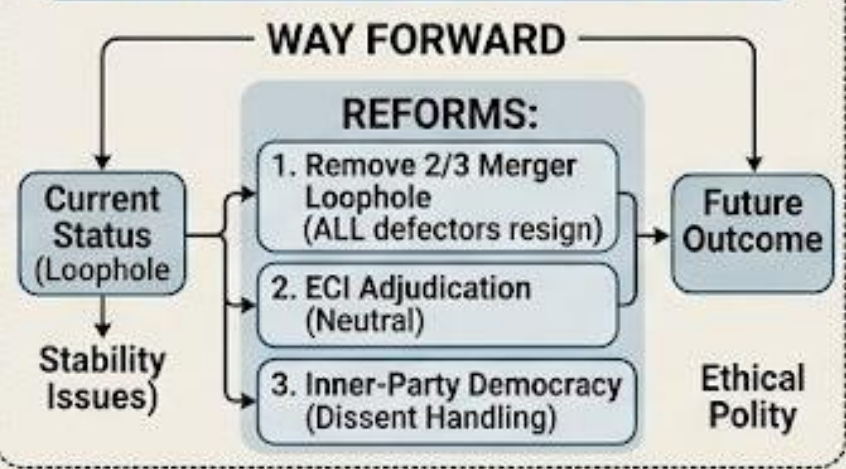 WAY FORWARD
Current
Status
(Loophole
Stability
Issues)
REFORMS:
1. Remove 2/3 Merger
Loophole
(ALL defectors resign)
2. ECI Adjudication
(Neutral)
3. Inner-Party Democracy
(Dissent Handling)
Future
Outcome
Ethical
Polity